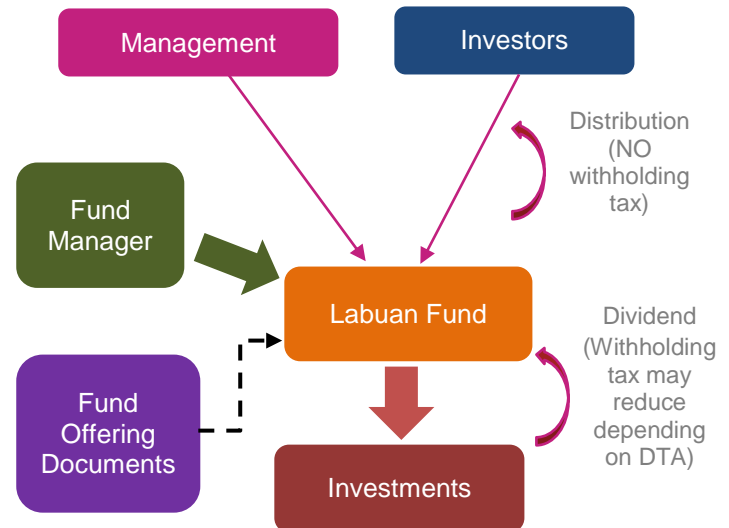 Management
Investors
Distribution
(NO
withholding
tax)
Fund
Manager
Labuan Fund
Dividend
(Withholding
tax may
reduce
depending
on DTA)
Fund
Offering
Documents
Investments